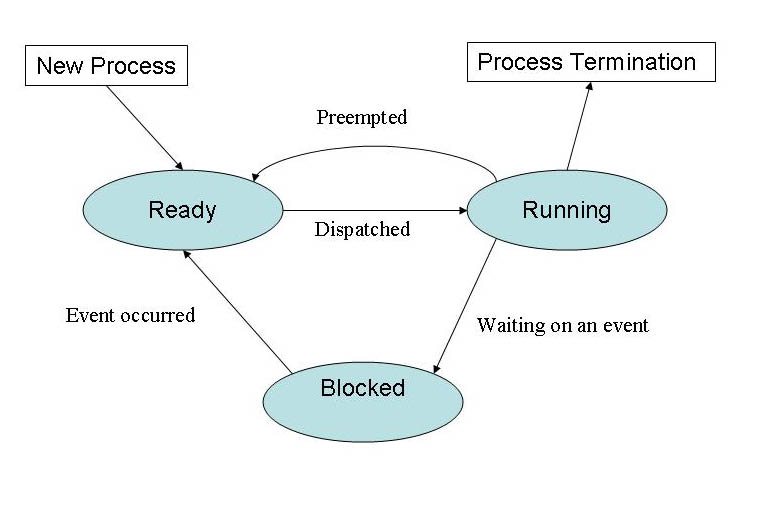 New Process
Process Termination
Preempted
Ready
Running
Dispatched
Event occurred
Waiting on an event
Blocked